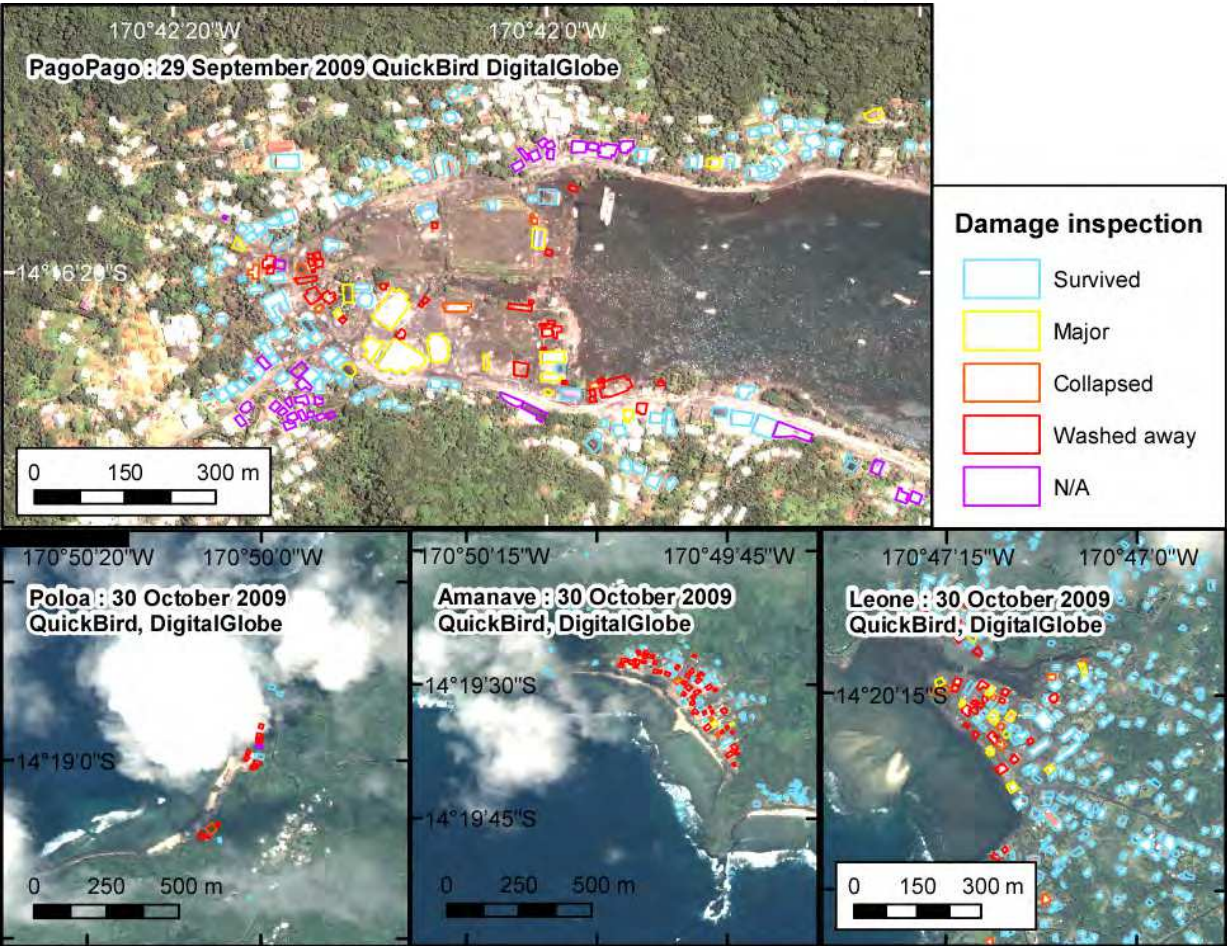 170°42'20"W 170°42'0"W
PagoPago : 29 September 2009 QuickBird DigitalGlobe
14°16'20"S
0 150 300 m
Damage inspection
Survived
Major
Collapsed
Washed away
N/A
170°50'20"W 170°50'0"W
Poloa : 30 October 2009
QuickBird, DigitalGlobe
14°19'0"S
0 250 500 m
170°50'15"W 170°49'45"W
Amanave : 30 October 2009
QuickBird, DigitalGlobe
14°19'30"S
14°19'45"S
0 250 500 m
170°47'15"W 170°47'0"W
Leone : 30 October 2009
QuickBird, DigitalGlobe
14°20'15"S
0 150 300 m